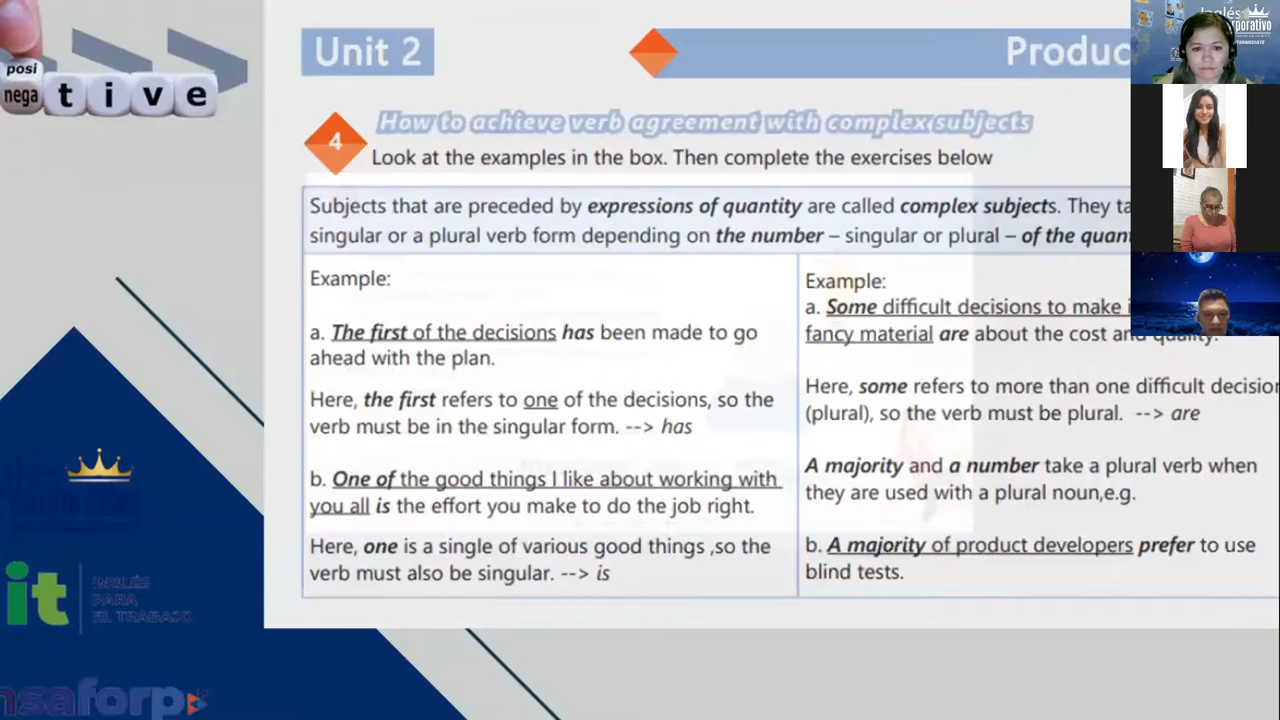 posi
nega t i v e
Unit 2
Produc
Inglés
orporativo
4
How to achieve verb agreement with complex subjects
Look at the examples in the box. Then complete the exercises below
Subjects that are preceded by expressions of quantity are called complex subjects. They ta
singular or a plural verb form depending on the number – singular or plural – of the quan
Example:
a. The first of the decisions has been made to go
ahead with the plan.
Here, the first refers to one of the decisions, so the
verb must be in the singular form. --> has
b. One of the good things I like about working with
you all is the effort you make to do the job right.
Here, one is a single of various good things ,so the
verb must also be singular. --> is
Example:
a. Some difficult decisions to make i
fancy material are about the cost and quality.
Here, some refers to more than one difficult decision
(plural), so the verb must be plural. --> are
A majority and a number take a plural verb when
they are used with a plural noun,e.g.
b. A majority of product developers prefer to use
blind tests.
it
INGLÉS
PARA
EL TRABAJO
nsaforp